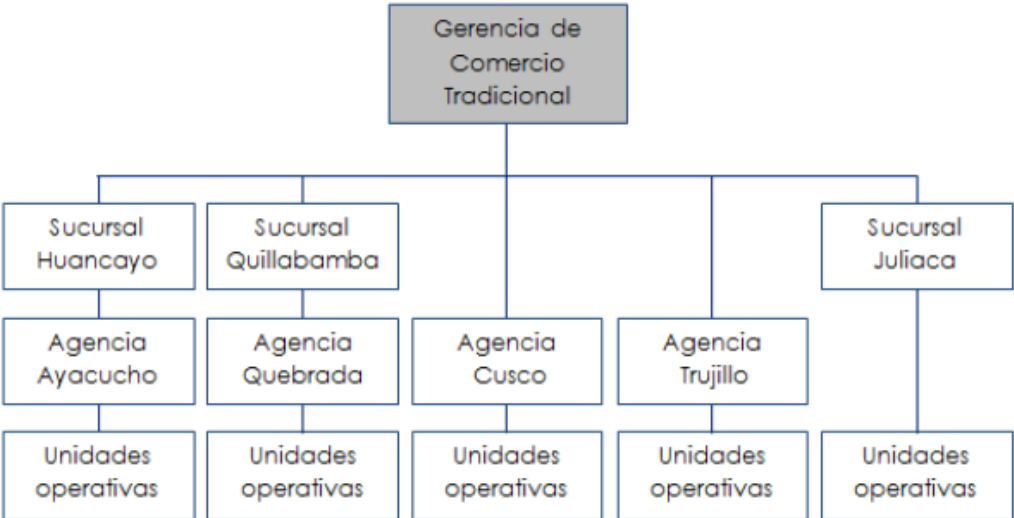 Gerencia de
Comercio
Tradicional
Sucursal
Huancayo
Sucursal
Quillabamba
Sucursal
Juliaca
Agencia
Ayacucho
Agencia
Quebrada
Agencia
Cusco
Agencia
Trujillo
Unidades
operativas
Unidades
operativas
Unidades
operativas
Unidades
operativas
Unidades
operativas